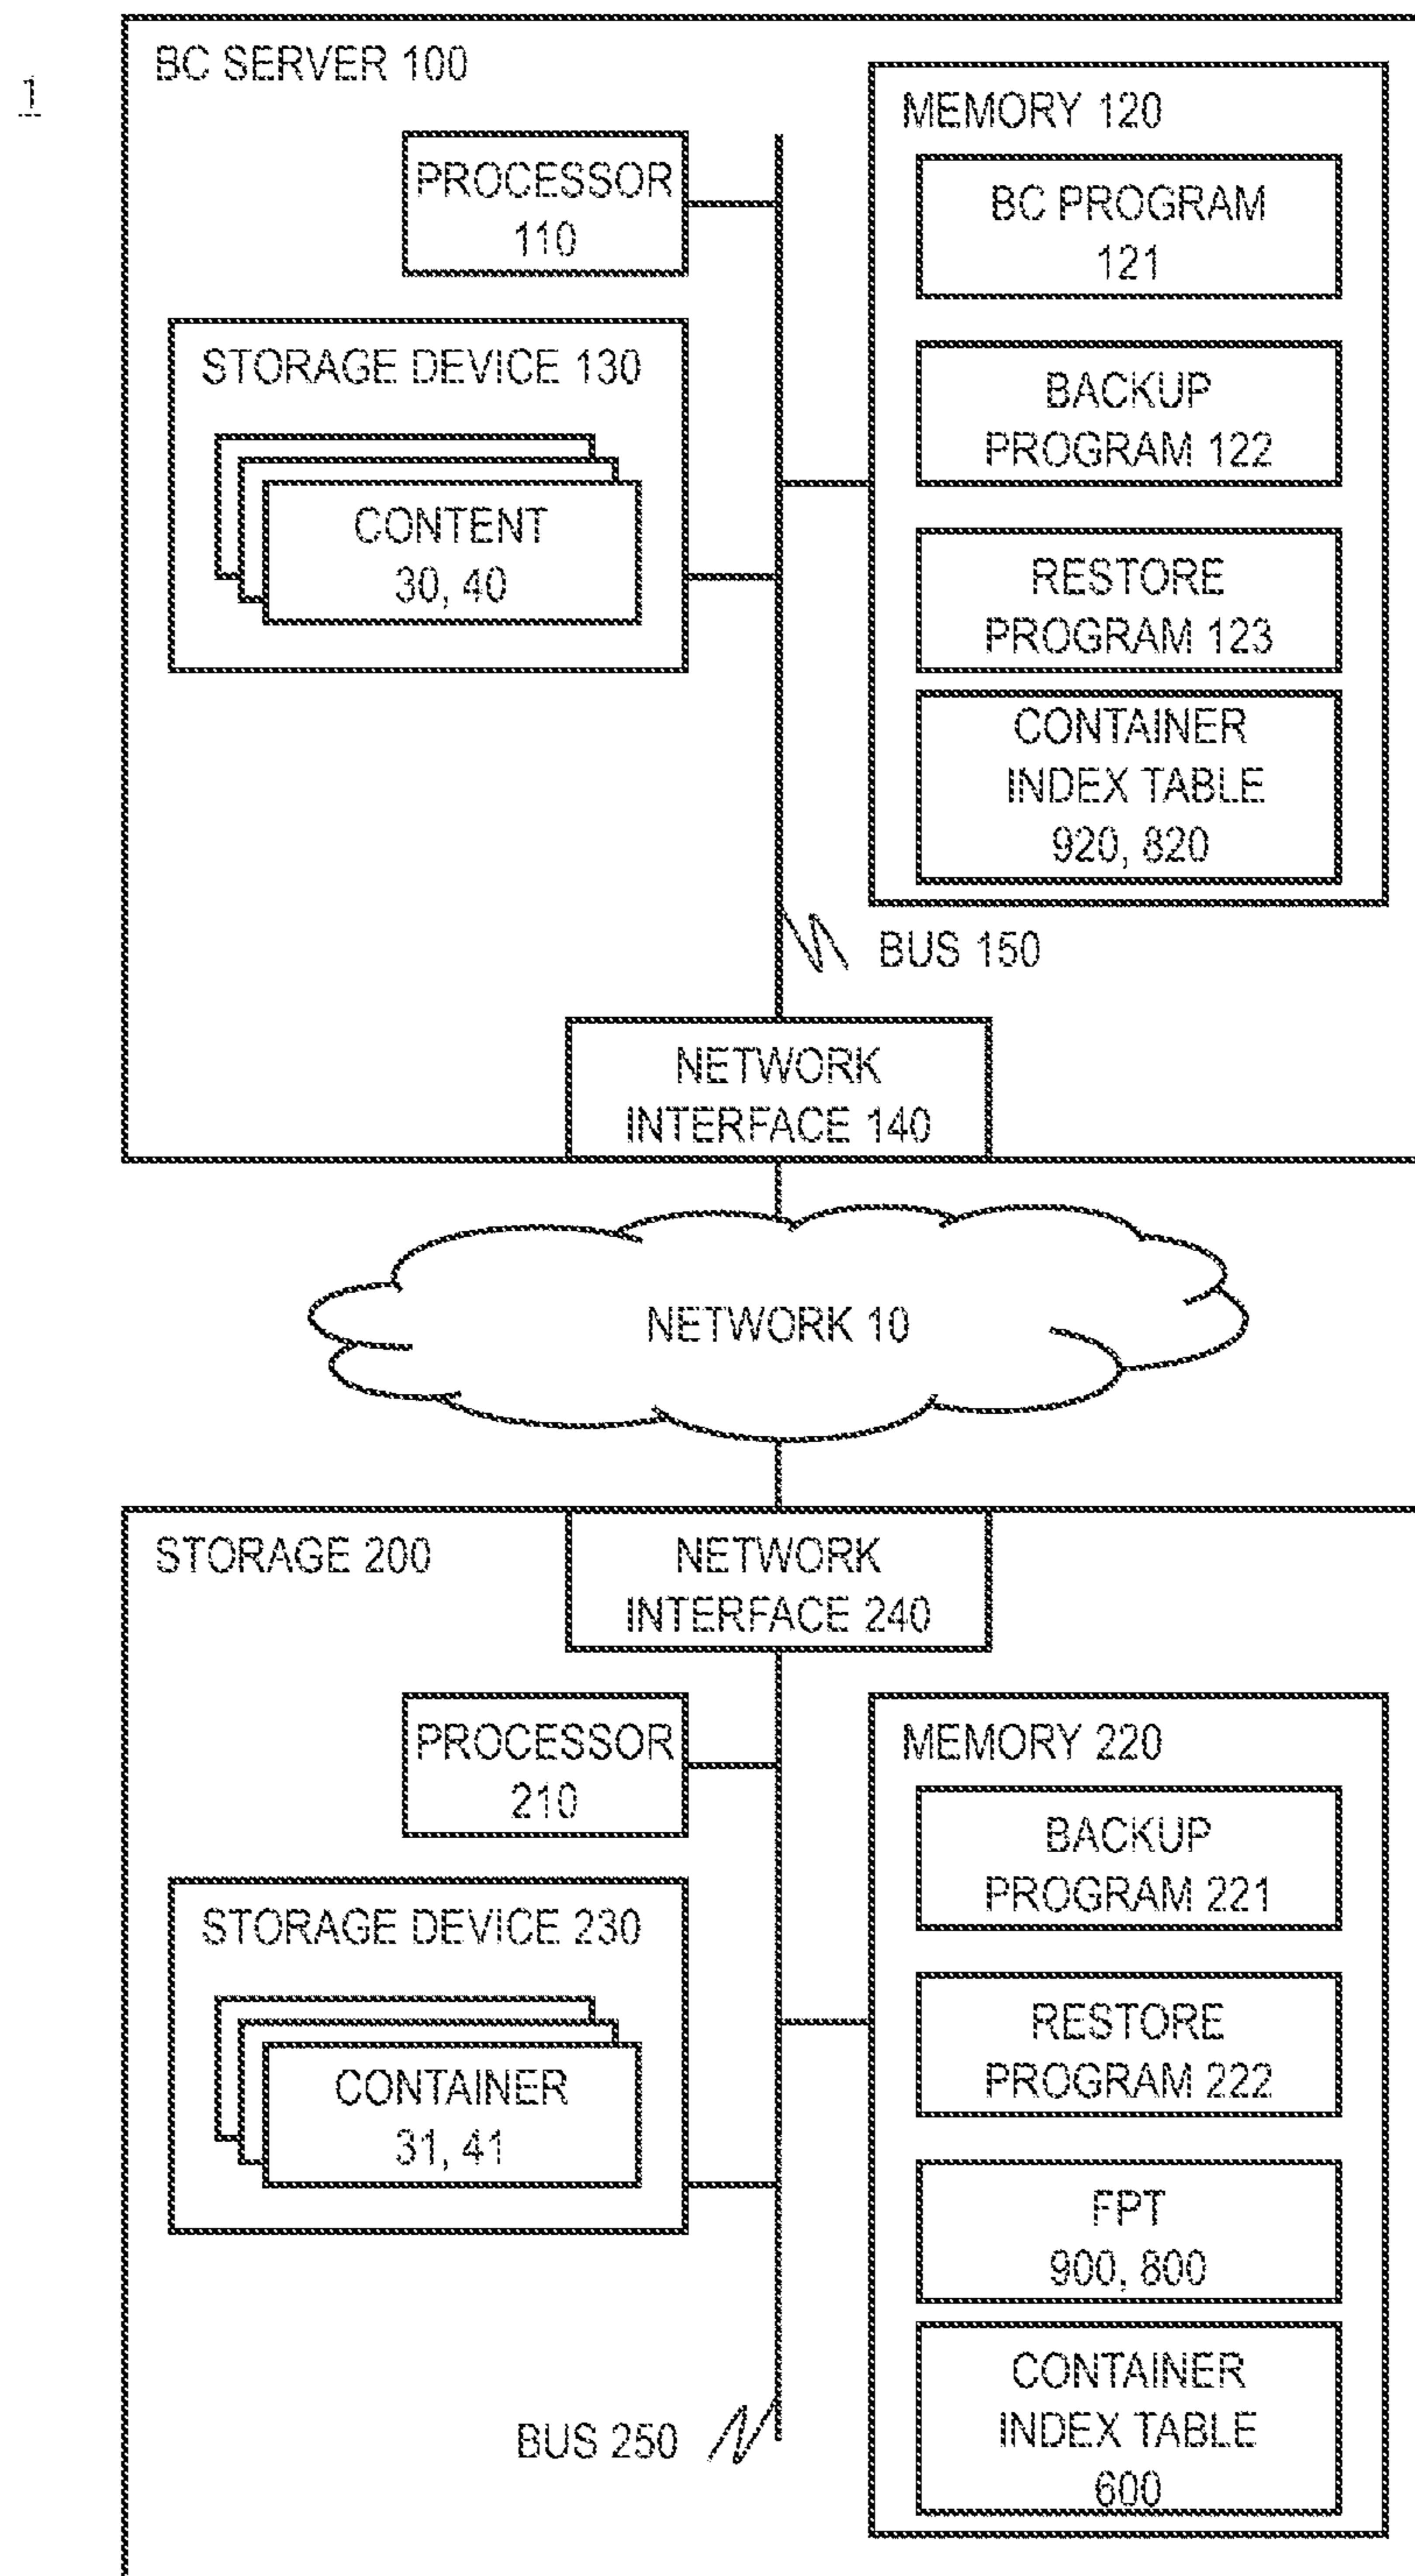 1
BC SERVER 100
PROCESSOR
110
STORAGE DEVICE 130
CONTENT
30, 40
MEMORY 120
BC PROGRAM
121
BACKUP
PROGRAM 122
RESTORE
PROGRAM 123
CONTAINER
INDEX TABLE
920, 820
BUS 150
NETWORK
INTERFACE 140
NETWORK 10
STORAGE 200
NETWORK
INTERFACE 240
PROCESSOR
210
STORAGE DEVICE 230
CONTAINER
31, 41
MEMORY 220
BACKUP
PROGRAM 221
RESTORE
PROGRAM 222
FPT
900, 800
CONTAINER
INDEX TABLE
600
BUS 250